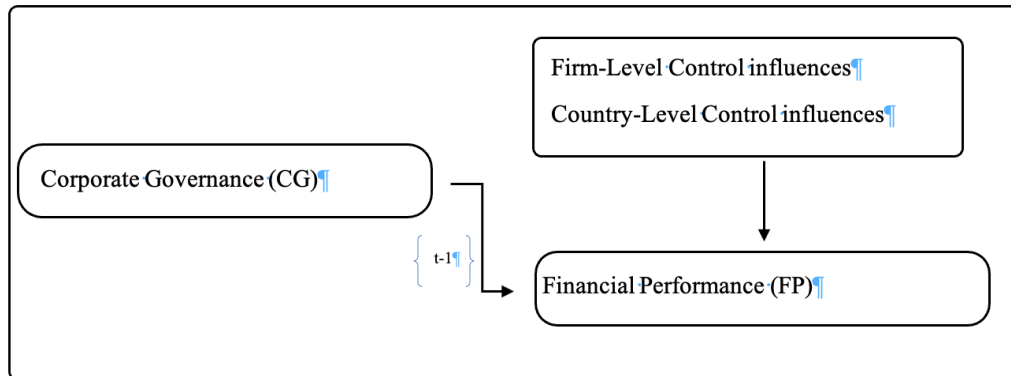 Firm-Level Control influences¶
Country-Level Control influences¶
Corporate Governance (CG)¶
{ t-1¶ }
Financial Performance (FP)¶